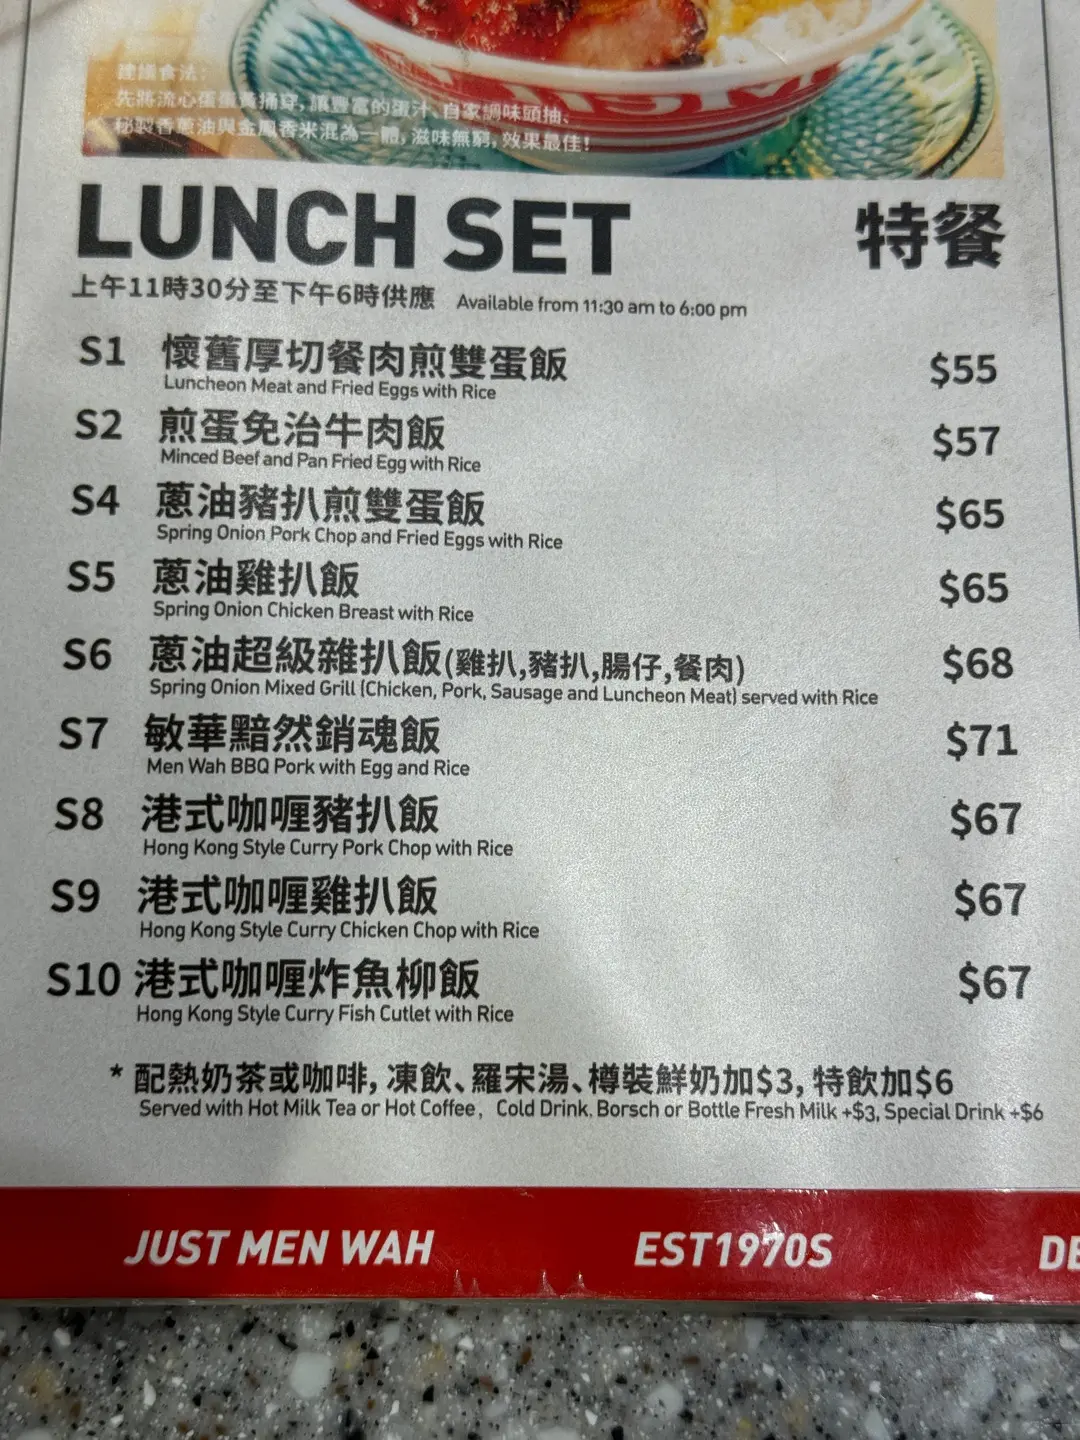 建議食法：
先將流心蛋蛋黃捅穿，讓豐富的蛋汁、自家調味頭抽、
秘製香蔥油與金鳳香米混為一體，滋味無窮，效果最佳！
LUNCH SET 特餐
上午11時30分至下午6時供應 Available from 11:30 am to 6:00 pm
S1 懷舊厚切餐肉煎雙蛋飯 $55
Luncheon Meat and Fried Eggs with Rice
S2 煎蛋免治牛肉飯 $57
Minced Beef and Pan Fried Egg with Rice
S4 蔥油豬扒煎雙蛋飯 $65
Spring Onion Pork Chop and Fried Eggs with Rice
S5 蔥油雞扒飯 $65
Spring Onion Chicken Breast with Rice
S6 蔥油超級雜扒飯(雞扒,豬扒,腸仔,餐肉) $68
Spring Onion Mixed Grill (Chicken, Pork, Sausage and Luncheon Meat) served with Rice
S7 敏華黯然銷魂飯 $71
Men Wah BBQ Pork with Egg and Rice
S8 港式咖喱豬扒飯 $67
Hong Kong Style Curry Pork Chop with Rice
S9 港式咖喱雞扒飯 $67
Hong Kong Style Curry Chicken Chop with Rice
S10 港式咖喱炸魚柳飯 $67
Hong Kong Style Curry Fish Cutlet with Rice
* 配熱奶茶或咖啡, 凍飲、羅宋湯、樽裝鮮奶加$3, 特飲加$6
Served with Hot Milk Tea or Hot Coffee, Cold Drink, Borsch or Bottle Fresh Milk +$3, Special Drink +$6
JUST MEN WAH EST1970S DE